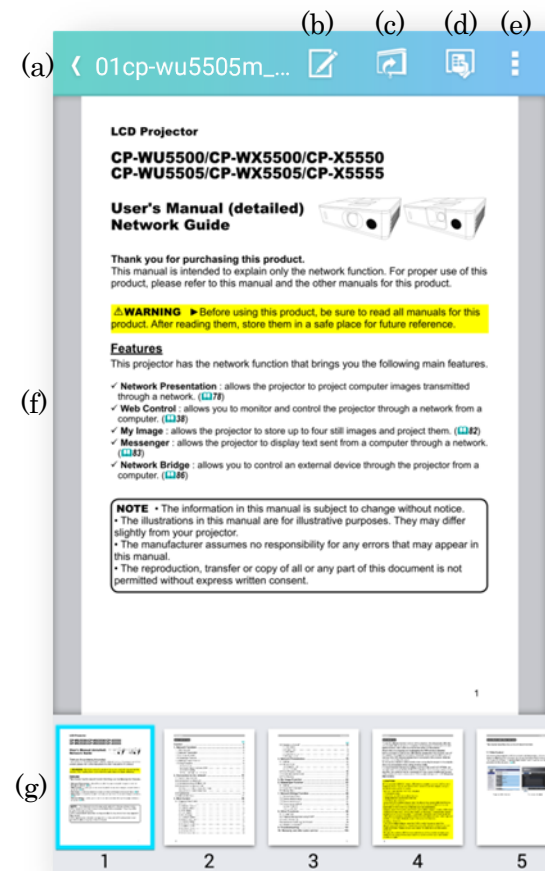 (b) (c) (d) (e)
(a) 01cp-wu5505m_...
LCD Projector
CP-WU5500/CP-WX5500/CP-X5550
CP-WU5505/CP-WX5505/CP-X5555
User's Manual (detailed)
Network Guide
Thank you for purchasing this product.
This manual is intended to explain only the network function. For proper use of this
product, please refer to this manual and the other manuals for this product.
⚠WARNING ►Before using this product, be sure to read all manuals for this
product. After reading them, store them in a safe place for future reference.
Features
This projector has the network function that brings you the following main features.
(f)
✓ Network Presentation : allows the projector to project computer images transmitted
through a network. (📖78)
✓ Web Control : allows you to monitor and control the projector through a network from a
computer. (📖38)
✓ My Image : allows the projector to store up to four still images and project them. (📖82)
✓ Messenger : allows the projector to display text sent from a computer through a network.
(📖83)
✓ Network Bridge : allows you to control an external device through the projector from a
computer. (📖86)
NOTE • The information in this manual is subject to change without notice.
• The illustrations in this manual are for illustrative purposes. They may differ
slightly from your projector.
• The manufacturer assumes no responsibility for any errors that may appear in
this manual.
• The reproduction, transfer or copy of all or any part of this document is not
permitted without express written consent.
1
(g)
1 2 3 4 5